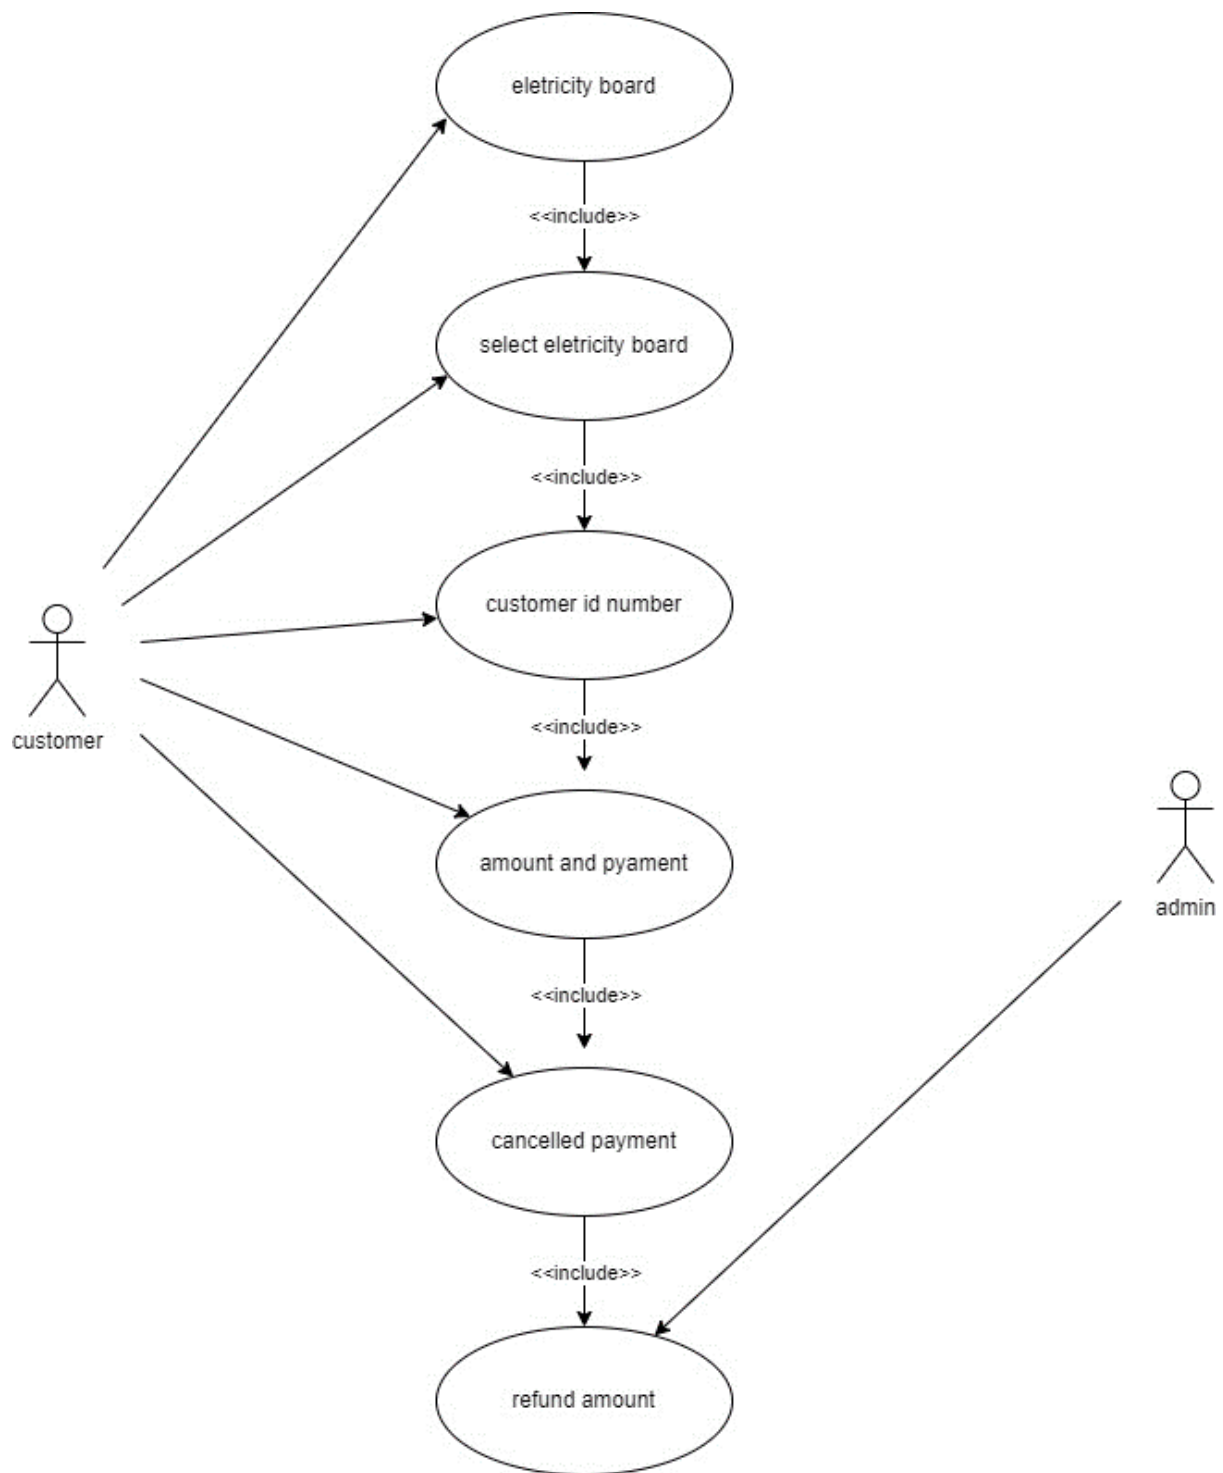 eletricity board
<<include>>
select eletricity board
<<include>>
customer id number
<<include>>
customer
amount and pyament
admin
<<include>>
cancelled payment
<<include>>
refund amount